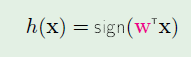 h(x) = sign(wᵀx)